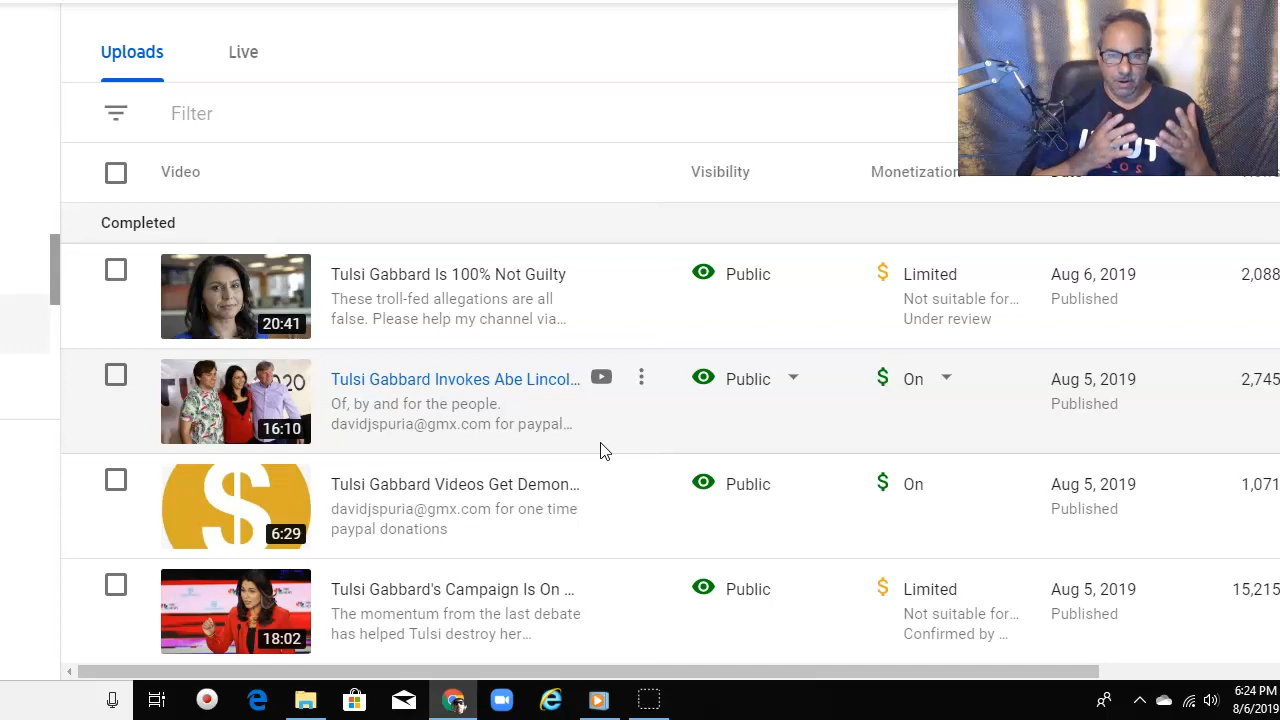 Uploads
Live
Filter
Video
Visibility
Monetization
Completed
20:41
Tulsi Gabbard Is 100% Not Guilty
These troll-fed allegations are all
false. Please help my channel via...
Public
$
Limited
Not suitable for...
Under review
Aug 6, 2019
Published
2,088
2020
16:10
Tulsi Gabbard Invokes Abe Lincol...
Of, by and for the people.
davidjspuria@gmx.com for paypal...
Public
$
On
Aug 5, 2019
Published
2,745
$
6:29
Tulsi Gabbard Videos Get Demon...
davidjspuria@gmx.com for one time
paypal donations
Public
$
On
Aug 5, 2019
Published
1,071
18:02
Tulsi Gabbard's Campaign Is On ...
The momentum from the last debate
has helped Tulsi destroy her...
Public
$
Limited
Not suitable for...
Confirmed by ...
Aug 5, 2019
Published
15,215
6:24 PM
8/6/2019